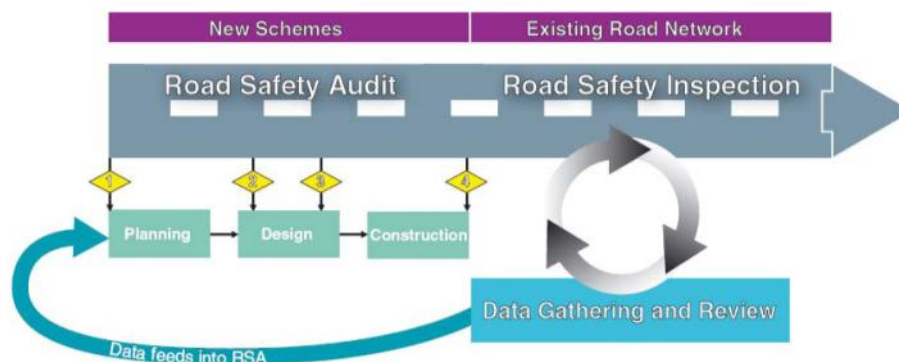 New Schemes
Existing Road Network
Road Safety Audit
Road Safety Inspection
1
2
3
4
Planning
Design
Construction
Data Gathering and Review
Data feeds into RSA